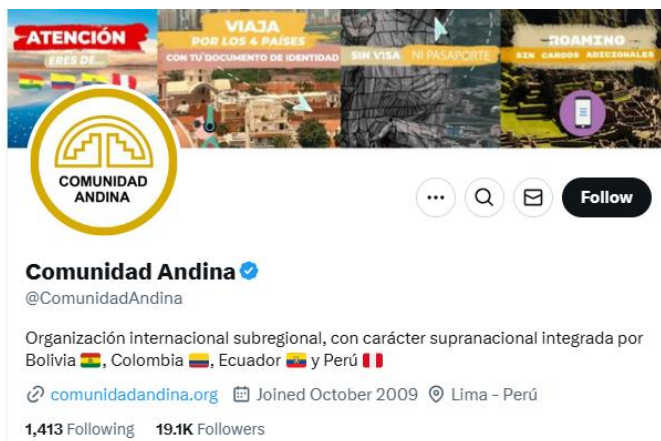 ATENCIÓN
ERES DE...
VIAJA
POR LOS 4 PAÍSES
CON TU DOCUMENTO DE IDENTIDAD
SIN VISA NI PASAPORTE
ROAMING
SIN CARGOS ADICIONALES
COMUNIDAD
ANDINA
Follow
Comunidad Andina
@ComunidadAndina
Organización internacional subregional, con carácter supranacional integrada por
Bolivia 🇧🇴, Colombia 🇨🇴, Ecuador 🇪🇨 y Perú 🇵🇪
comunidadandina.org Joined October 2009 Lima - Perú
1,413 Following 19.1K Followers